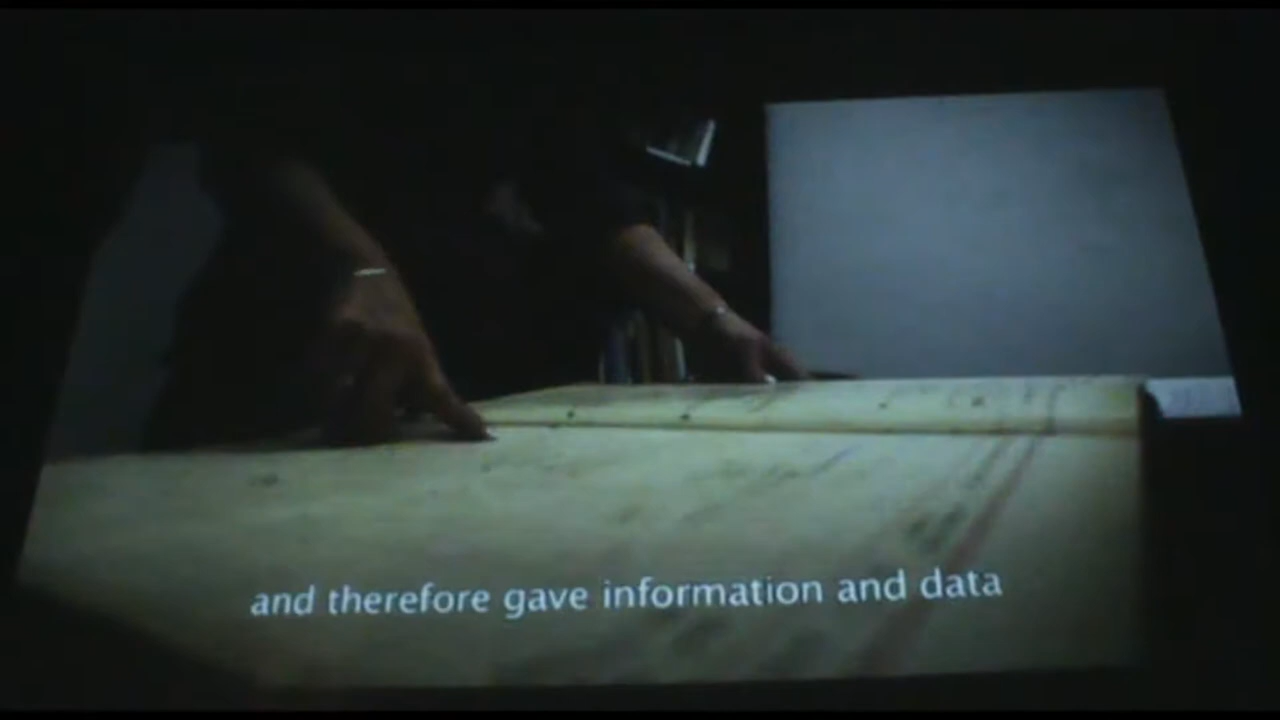 and therefore gave information and data